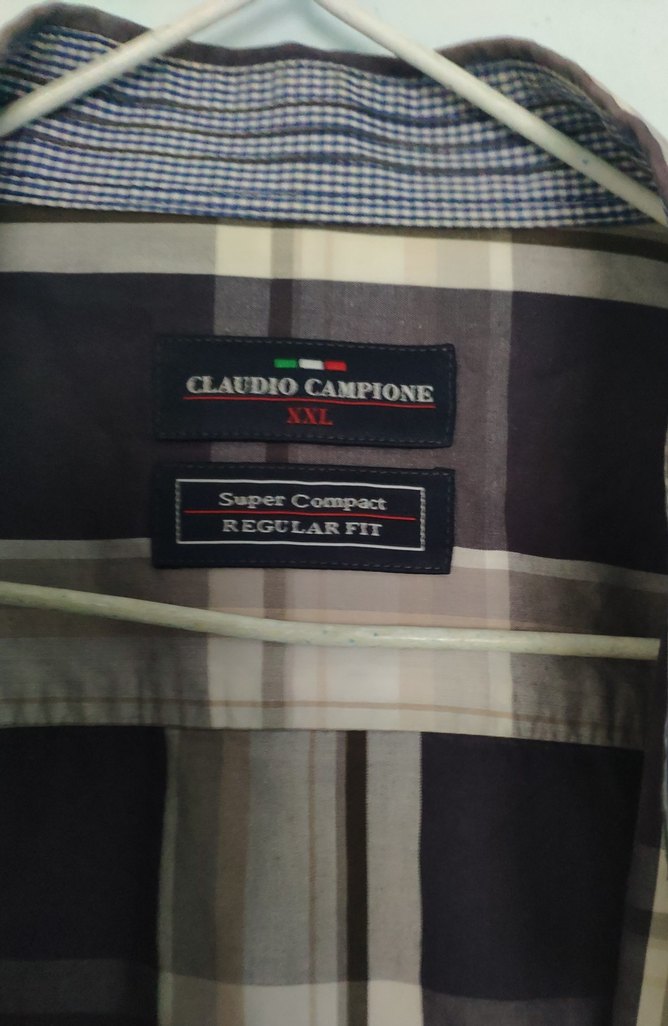 CLAUDIO CAMPIONE
XXL
Super Compact
REGULAR FIT